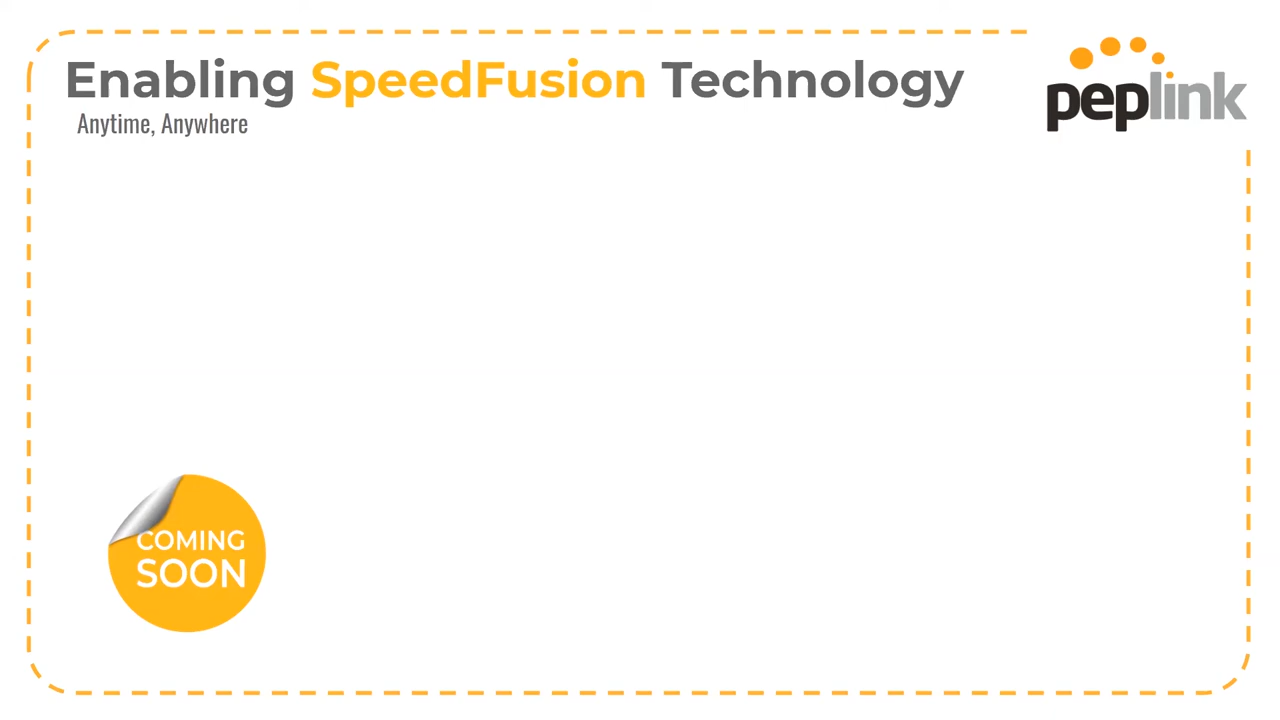 Enabling SpeedFusion Technology
Anytime, Anywhere
peplink
COMING
SOON